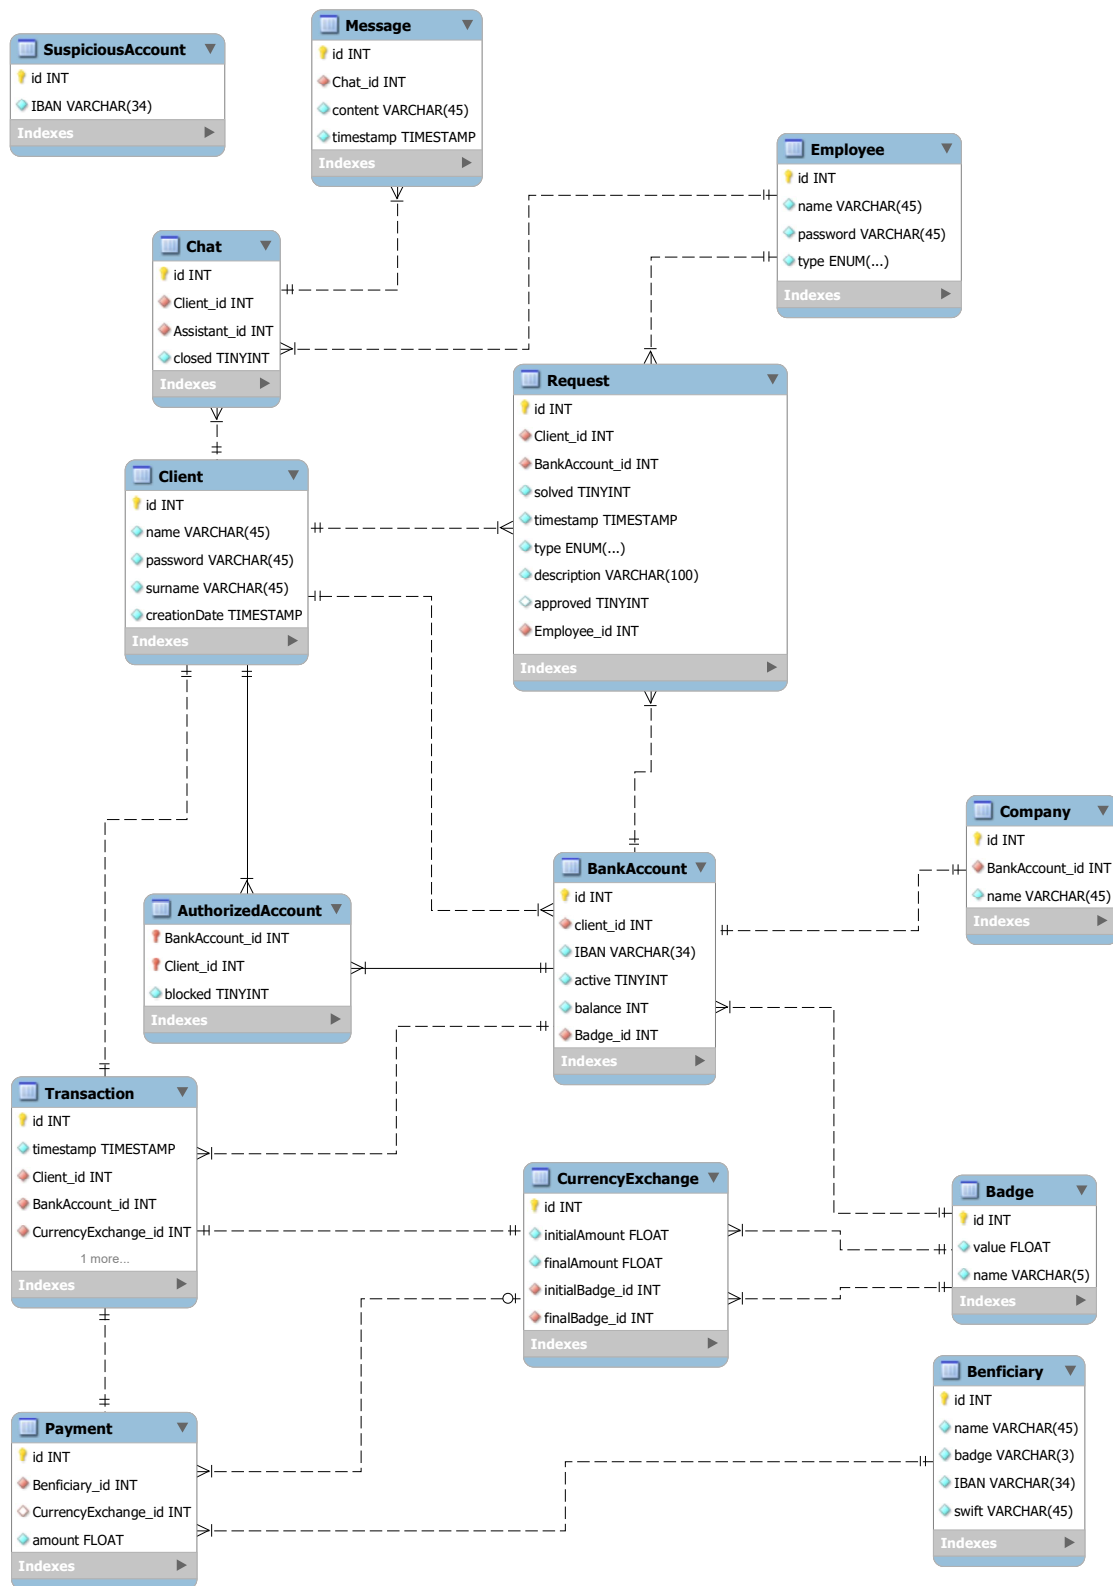 SuspiciousAccount
id INT
IBAN VARCHAR(34)
Indexes
Message
id INT
Chat_id INT
content VARCHAR(45)
timestamp TIMESTAMP
Indexes
Employee
id INT
name VARCHAR(45)
password VARCHAR(45)
type ENUM(...)
Indexes
Chat
id INT
Client_id INT
Assistant_id INT
closed TINYINT
Indexes
Request
id INT
Client_id INT
BankAccount_id INT
solved TINYINT
timestamp TIMESTAMP
type ENUM(...)
description VARCHAR(100)
approved TINYINT
Employee_id INT
Indexes
Client
id INT
name VARCHAR(45)
password VARCHAR(45)
surname VARCHAR(45)
creationDate TIMESTAMP
Indexes
Company
id INT
BankAccount_id INT
name VARCHAR(45)
Indexes
BankAccount
id INT
client_id INT
IBAN VARCHAR(34)
active TINYINT
balance INT
Badge_id INT
Indexes
AuthorizedAccount
BankAccount_id INT
Client_id INT
blocked TINYINT
Indexes
Transaction
id INT
timestamp TIMESTAMP
Client_id INT
BankAccount_id INT
CurrencyExchange_id INT
1 more...
Indexes
CurrencyExchange
id INT
initialAmount FLOAT
finalAmount FLOAT
initialBadge_id INT
finalBadge_id INT
Indexes
Badge
id INT
value FLOAT
name VARCHAR(5)
Indexes
Benficiary
id INT
name VARCHAR(45)
badge VARCHAR(3)
IBAN VARCHAR(34)
swift VARCHAR(45)
Indexes
Payment
id INT
Benficiary_id INT
CurrencyExchange_id INT
amount FLOAT
Indexes